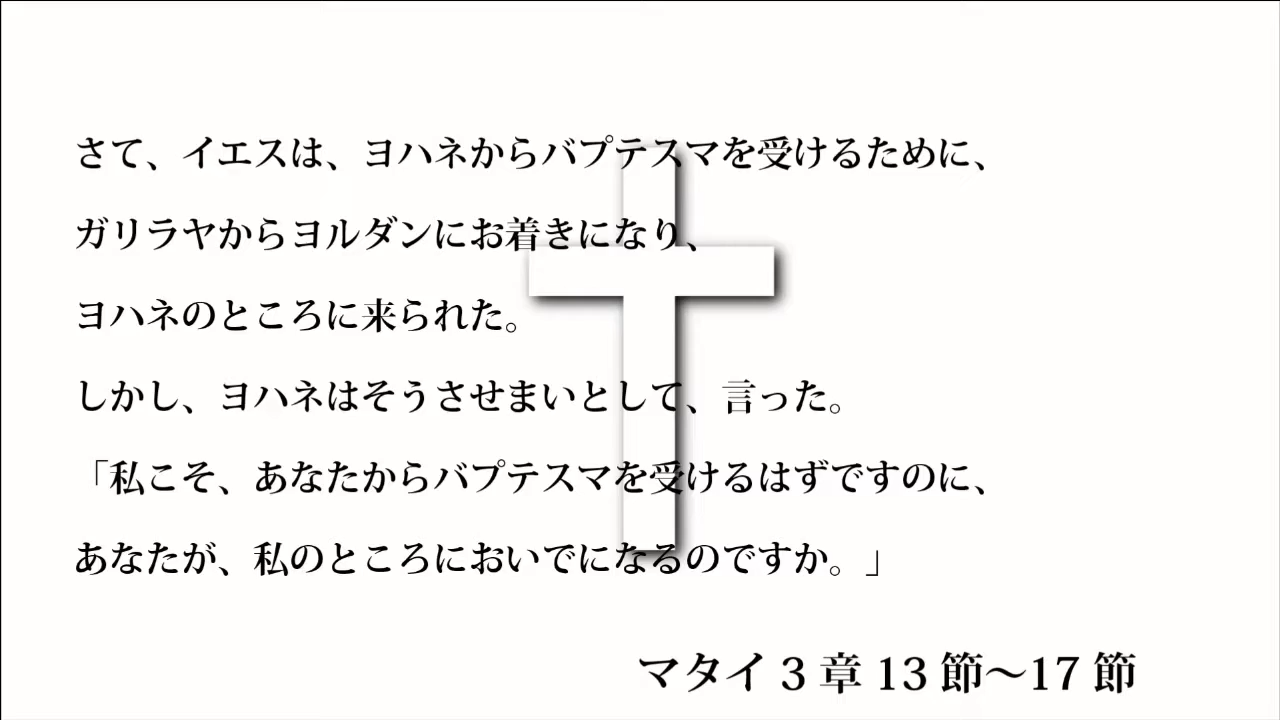 さて、イエスは、ヨハネからバプテスマを受けるために、
ガリラヤからヨルダンにお着きになり、
ヨハネのところに来られた。
しかし、ヨハネはそうさせまいとして、言った。
「私こそ、あなたからバプテスマを受けるはずですのに、
あなたが、私のところにおいでになるのですか。」
マタイ 3 章 13 節〜17 節